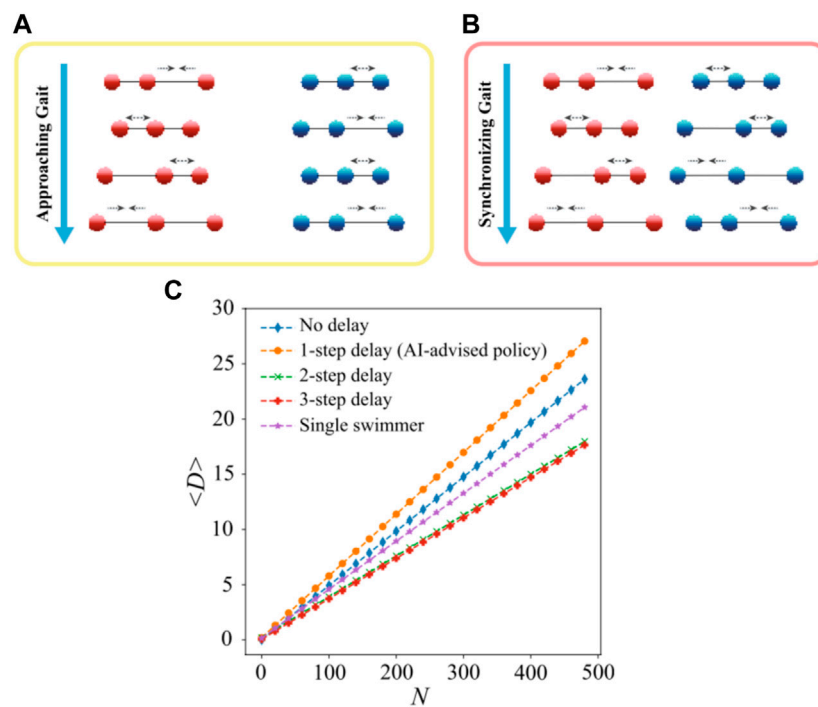 A
Approaching Gait
B
Synchronizing Gait
C
30
25
20
15
10
5
0
<D>
No delay
1-step delay (AI-advised policy)
2-step delay
3-step delay
Single swimmer
0 100 200 300 400 500
N